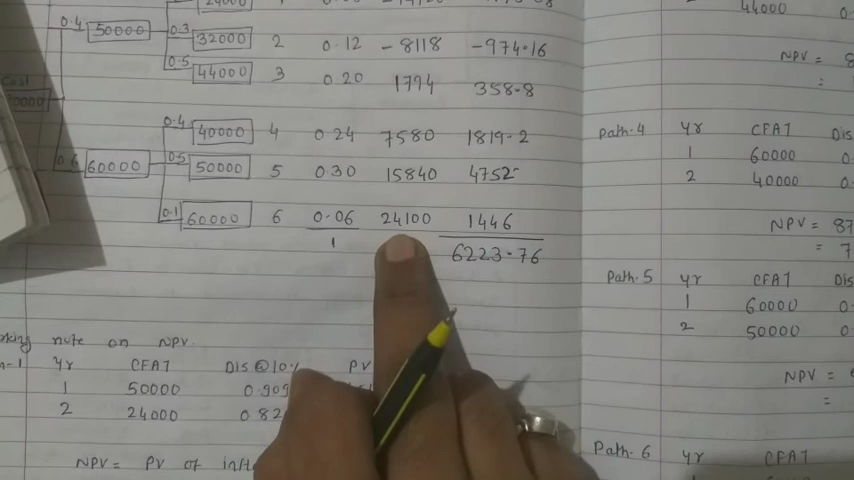 0.4 50000 0.3 32000 2 0.12 -8118 -974.16
0.5 44000 3 0.20 1794 358.8
0.4 40000 4 0.24 7580 1819.2
0.6 60000 0.5 50000 5 0.30 15840 4752
0.1 60000 6 0.06 24100 1446
1 6223.76
note on NPV
Yr CFAT DIS @10% PV
1 50000 0.909
2 24000 0.82
NPV = PV of
44000
NPV =
=
Path-4 Yr CFAT
1 60000
2 40000
NPV = 87
= 7
Path-5 Yr CFAT
1 60000
2 50000
NPV =
=
Path-6 Yr CFAT